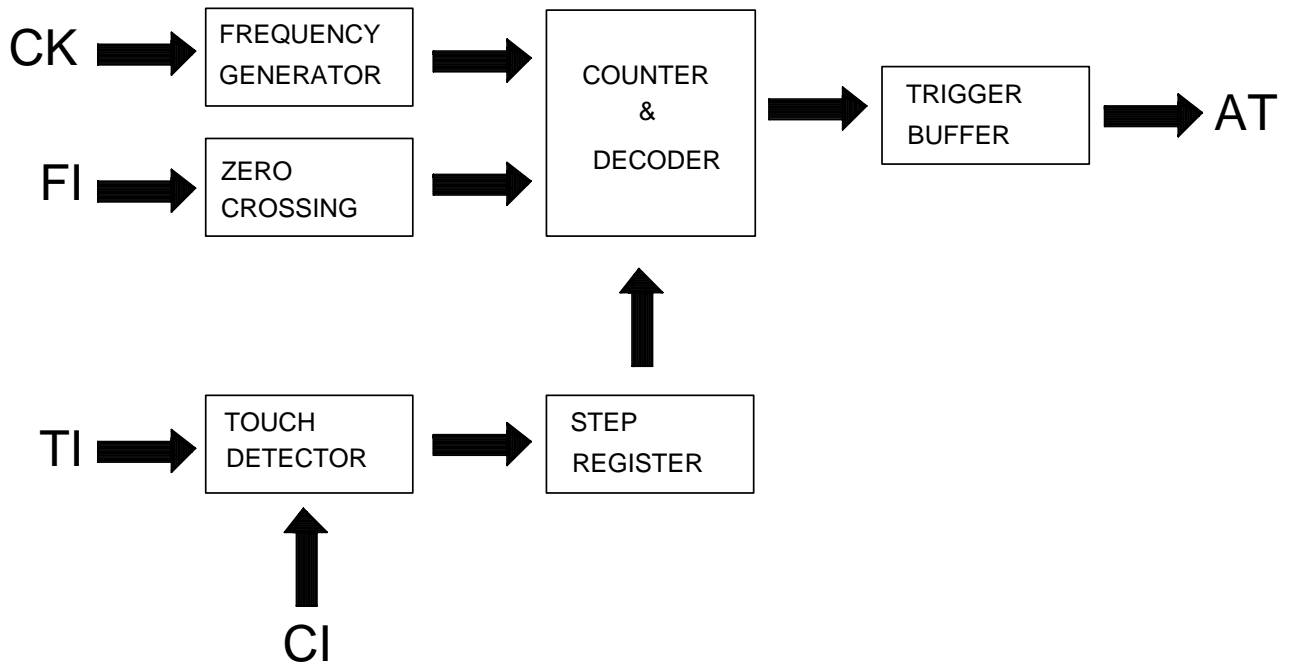 CK
FREQUENCY
GENERATOR
COUNTER
&
DECODER
TRIGGER
BUFFER
AT
FI
ZERO
CROSSING
TI
TOUCH
DETECTOR
STEP
REGISTER
CI